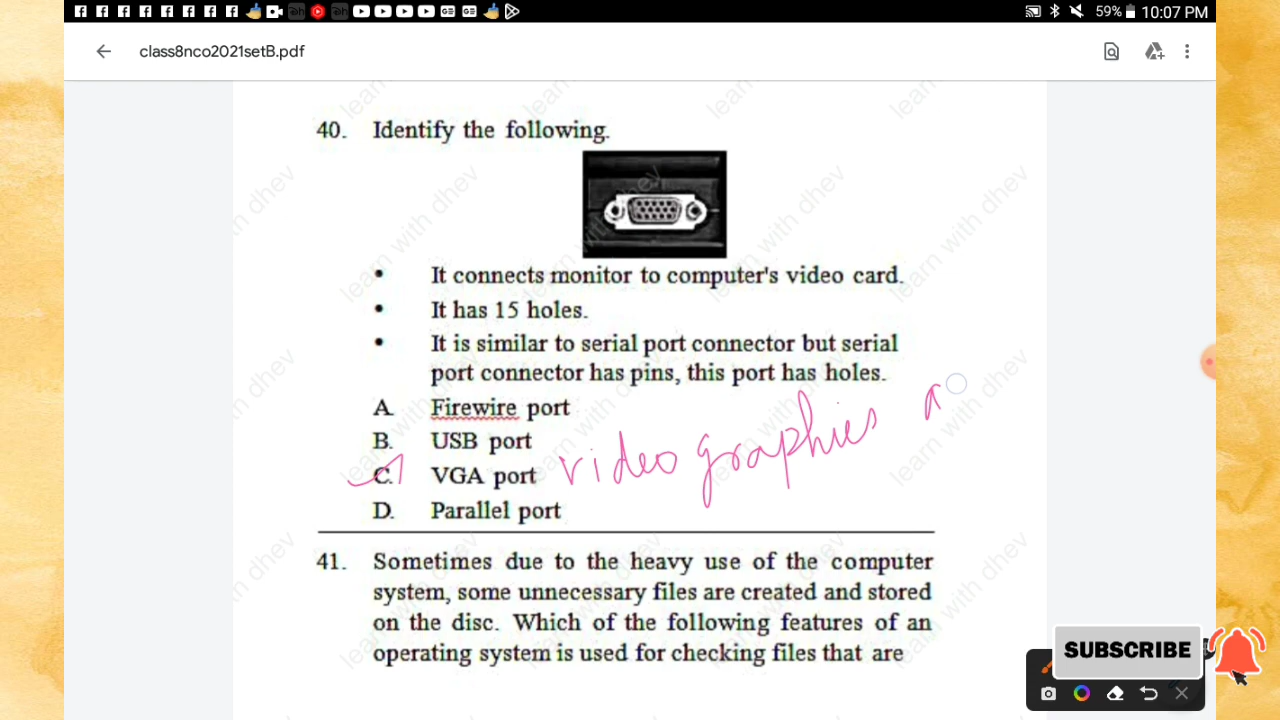 59% 10:07 PM
class8nco2021setB.pdf
40. Identify the following.
• It connects monitor to computer's video card.
• It has 15 holes.
• It is similar to serial port connector but serial
port connector has pins, this port has holes.
A. Firewire port
B. USB port
C. VGA port video graphics a
D. Parallel port
41. Sometimes due to the heavy use of the computer
system, some unnecessary files are created and stored
on the disc. Which of the following features of an
operating system is used for checking files that are
SUBSCRIBE
learn with dhev